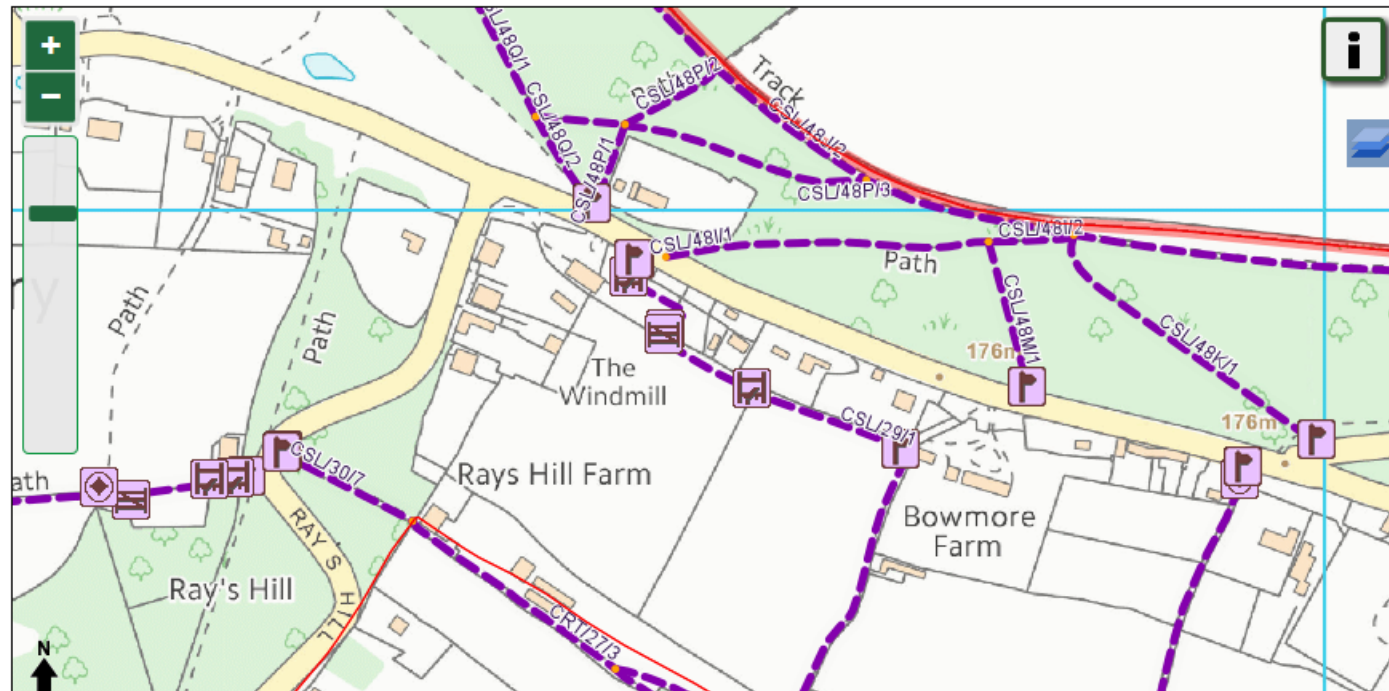 +
−
i
CSL/48Q/1
CSL/48Q/2
CSL/48P/1
CSL/48P/2
Track
CSL/48J/2
CSL/48P/3
CSL/48I/1
CSL/48I/2
Path
CSL/48M/1
CSL/48K/1
176m
176m
Path
Path
The
Windmill
CSL/29/1
CSL/30/7
Rays Hill Farm
Bowmore
Farm
RAY'S HILL
Ray's Hill
CRT/27/3
N